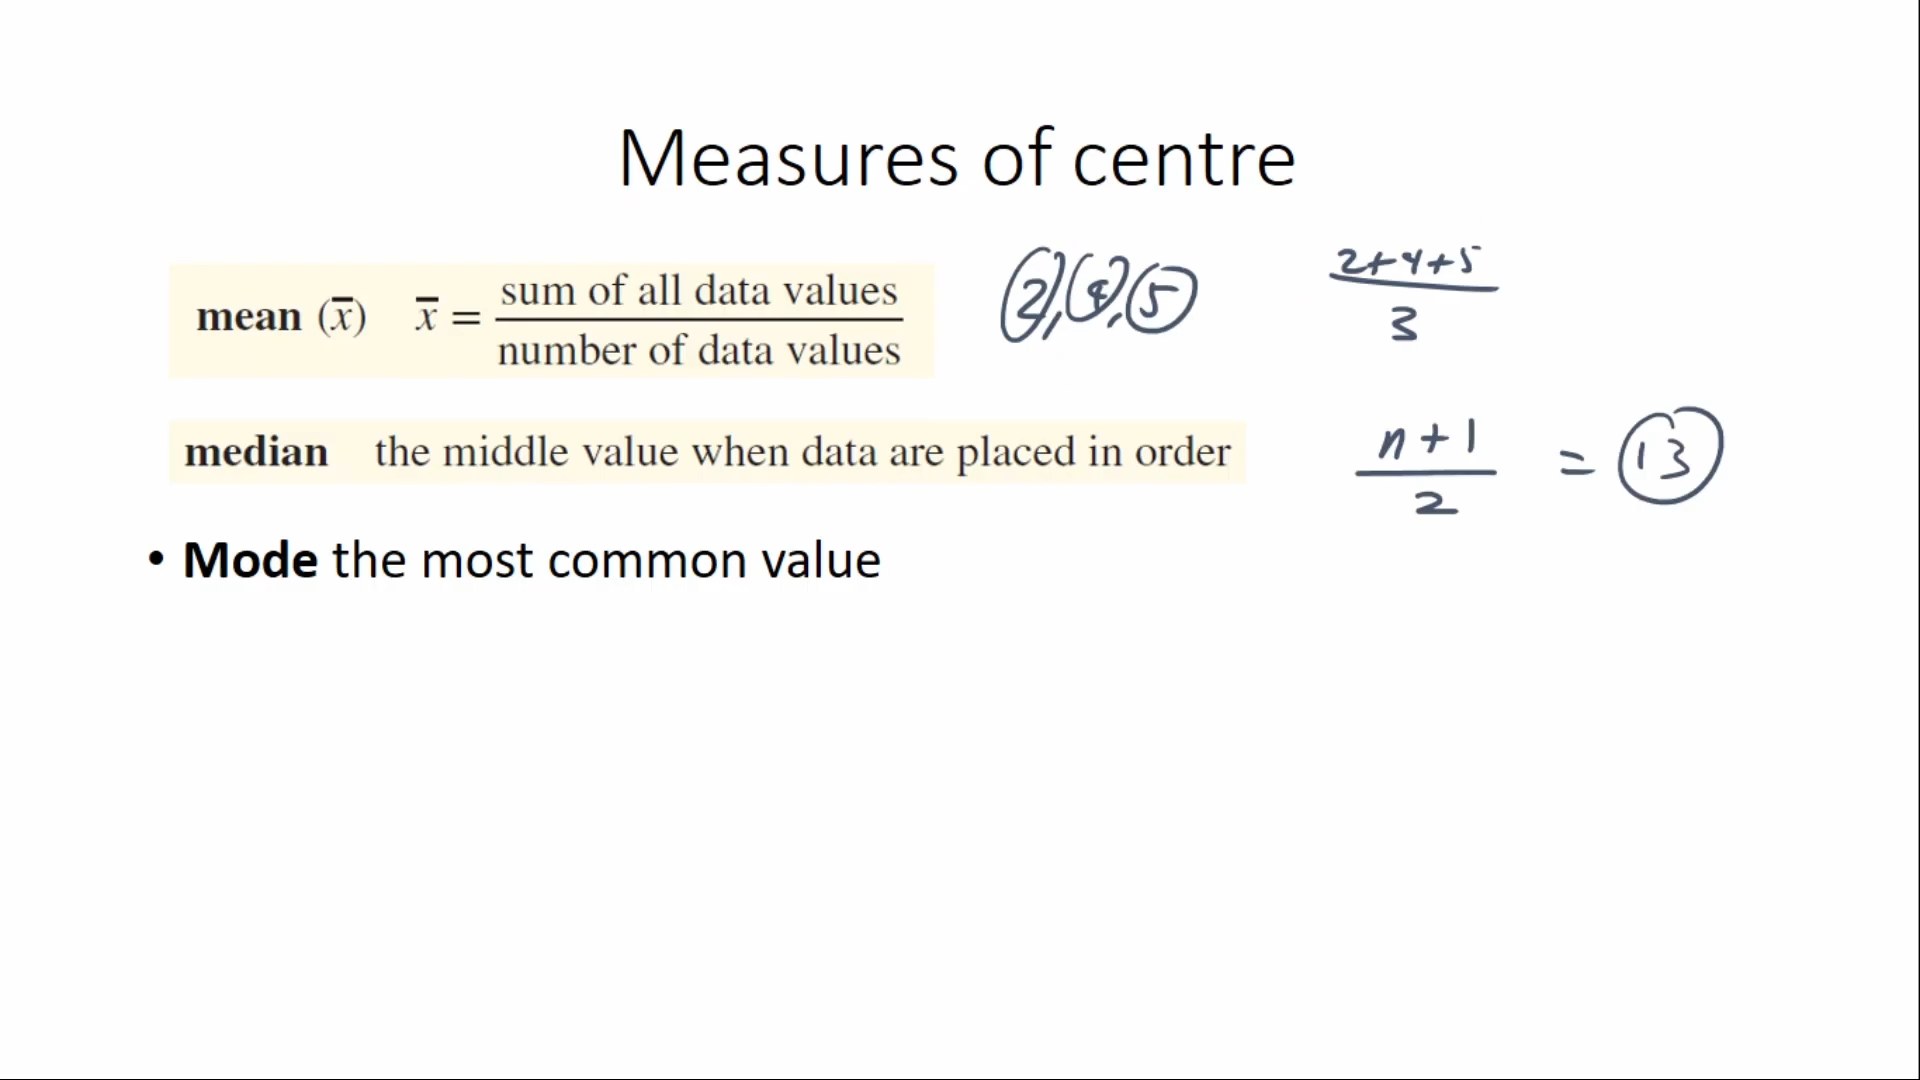 Measures of centre
mean (x̄) x̄ = sum of all data values / number of data values
2, 4, 5
2+4+5 / 3
median the middle value when data are placed in order
n+1 / 2 = 13
• Mode the most common value